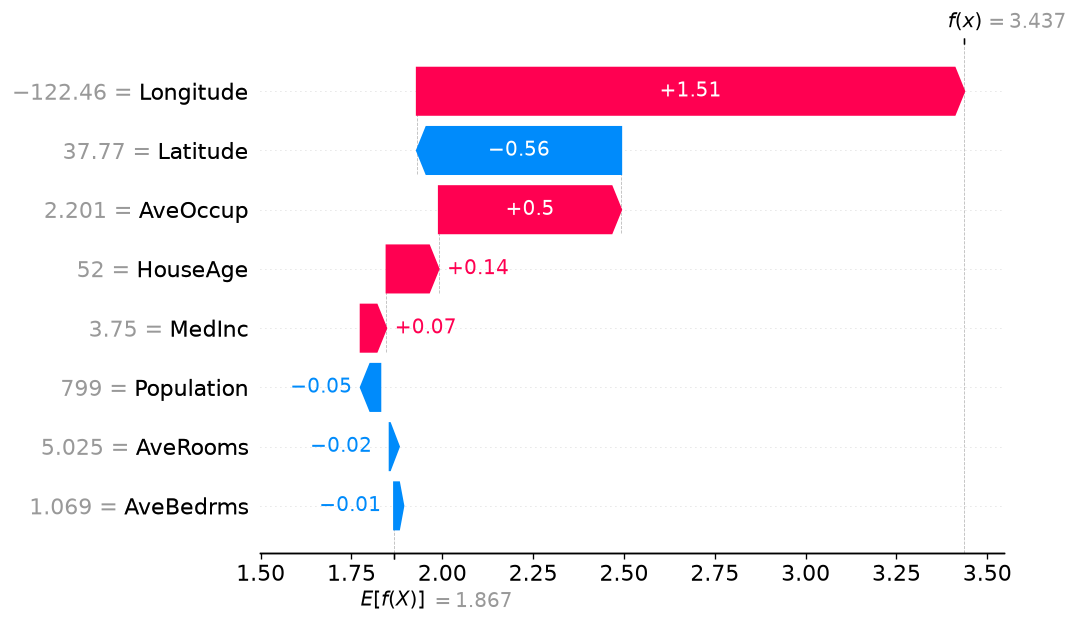 f(x) = 3.437
−122.46 = Longitude +1.51
37.77 = Latitude −0.56
2.201 = AveOccup +0.5
52 = HouseAge +0.14
3.75 = MedInc +0.07
799 = Population −0.05
5.025 = AveRooms −0.02
1.069 = AveBedrms −0.01
1.50 1.75 2.00 2.25 2.50 2.75 3.00 3.25 3.50
E[f(X)] = 1.867